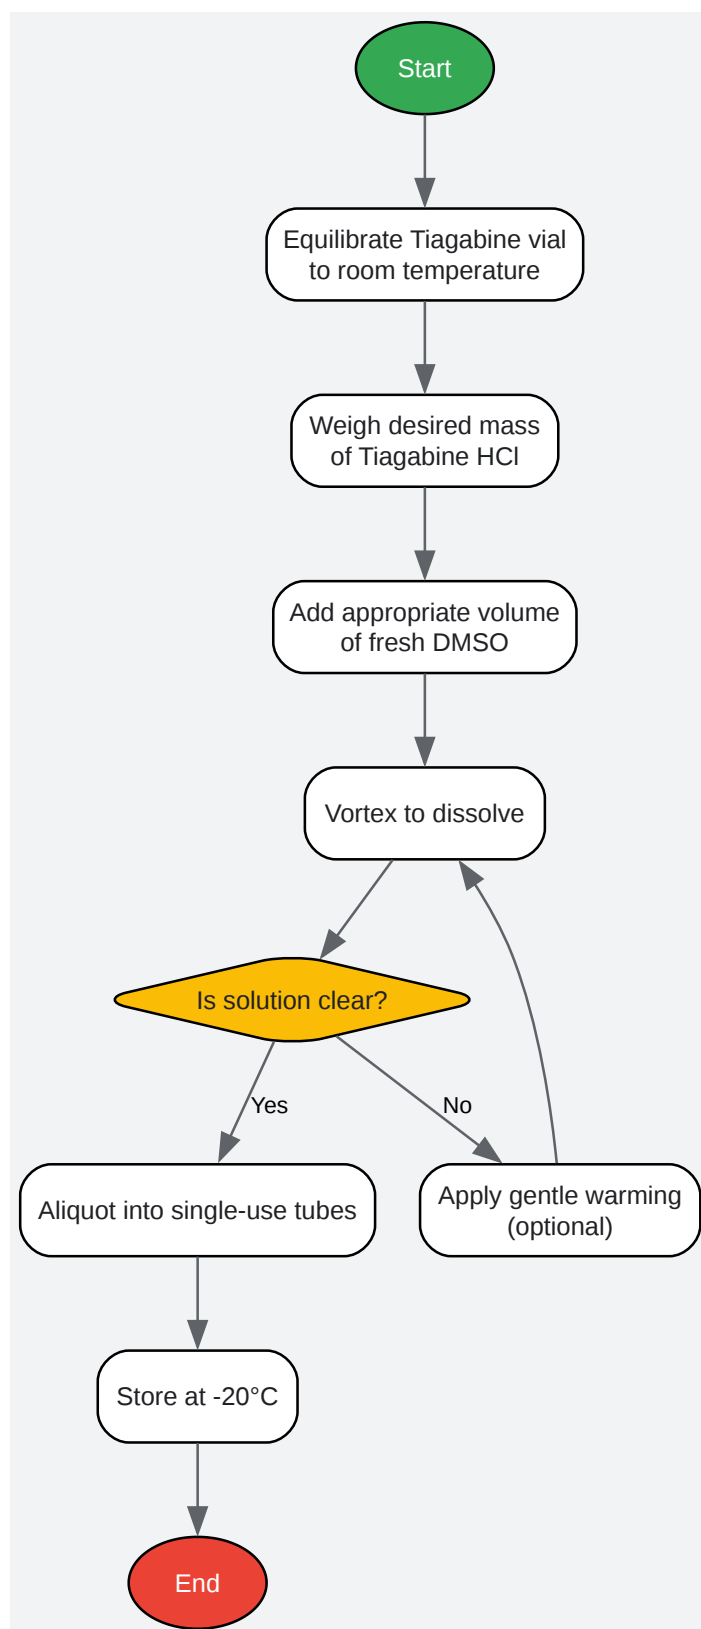 Start
Equilibrate Tiagabine vial
to room temperature
Weigh desired mass
of Tiagabine HCl
Add appropriate volume
of fresh DMSO
Vortex to dissolve
Is solution clear?
Yes
No
Aliquot into single-use tubes
Apply gentle warming
(optional)
Store at -20°C
End